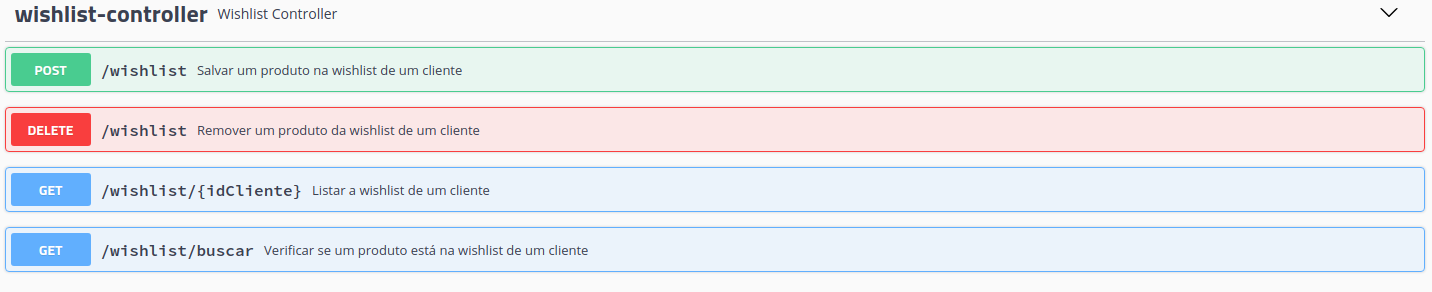 wishlist-controller Wishlist Controller
POST /wishlist Salvar um produto na wishlist de um cliente
DELETE /wishlist Remover um produto da wishlist de um cliente
GET /wishlist/{idCliente} Listar a wishlist de um cliente
GET /wishlist/buscar Verificar se um produto está na wishlist de um cliente